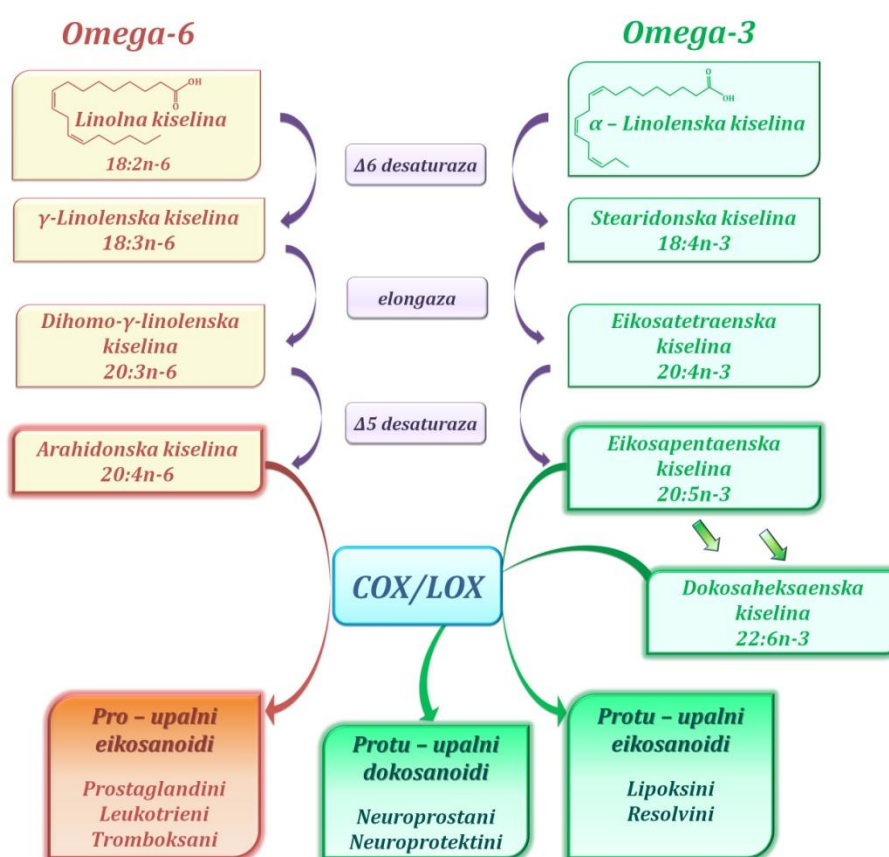 Omega-6
Omega-3
OH
O
Linolna kiselina
18:2n-6
O
OH
α – Linolenska kiselina
Δ6 desaturaza
γ-Linolenska kiselina
18:3n-6
Stearidonska kiselina
18:4n-3
elongaza
Dihomo-γ-linolenska
kiselina
20:3n-6
Eikosatetraenska
kiselina
20:4n-3
Δ5 desaturaza
Arahidonska kiselina
20:4n-6
Eikosapentaenska
kiselina
20:5n-3
COX/LOX
Dokosaheksaenska
kiselina
22:6n-3
Pro – upalni
eikosanoidi
Prostaglandini
Leukotrieni
Tromboksani
Protu – upalni
dokosanoidi
Neuroprostani
Neuroprotektini
Protu – upalni
eikosanoidi
Lipoksini
Resolvini